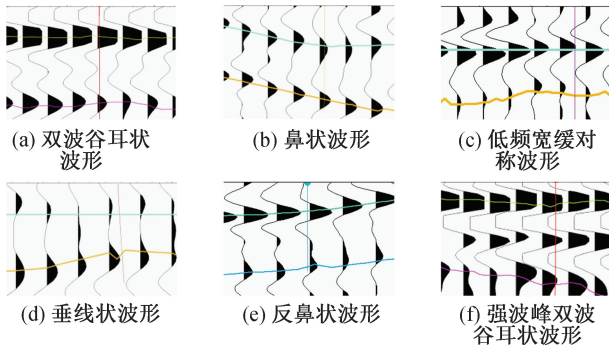 (a) 双波谷耳状
波形
(b) 鼻状波形
(c) 低频宽缓对
称波形
(d) 垂线状波形
(e) 反鼻状波形
(f) 强波峰双波
谷耳状波形